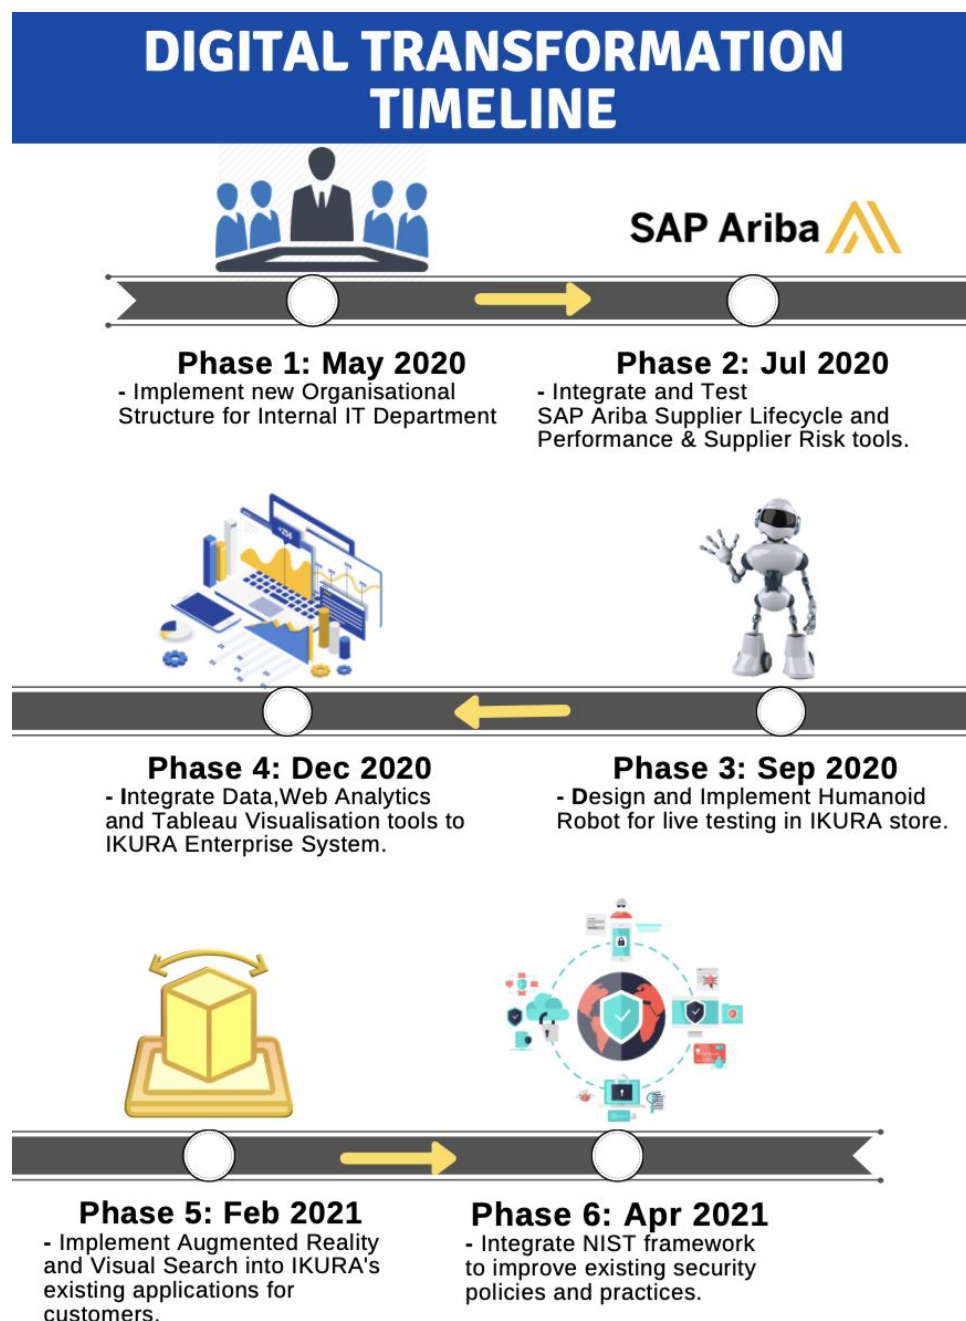 DIGITAL TRANSFORMATION
TIMELINE
SAP Ariba
Phase 1: May 2020
- Implement new Organisational
Structure for Internal IT Department
Phase 2: Jul 2020
- Integrate and Test
SAP Ariba Supplier Lifecycle and
Performance & Supplier Risk tools.
Phase 4: Dec 2020
- Integrate Data,Web Analytics
and Tableau Visualisation tools to
IKURA Enterprise System.
Phase 3: Sep 2020
- Design and Implement Humanoid
Robot for live testing in IKURA store.
Phase 5: Feb 2021
- Implement Augmented Reality
and Visual Search into IKURA's
existing applications for
customers.
Phase 6: Apr 2021
- Integrate NIST framework
to improve existing security
policies and practices.